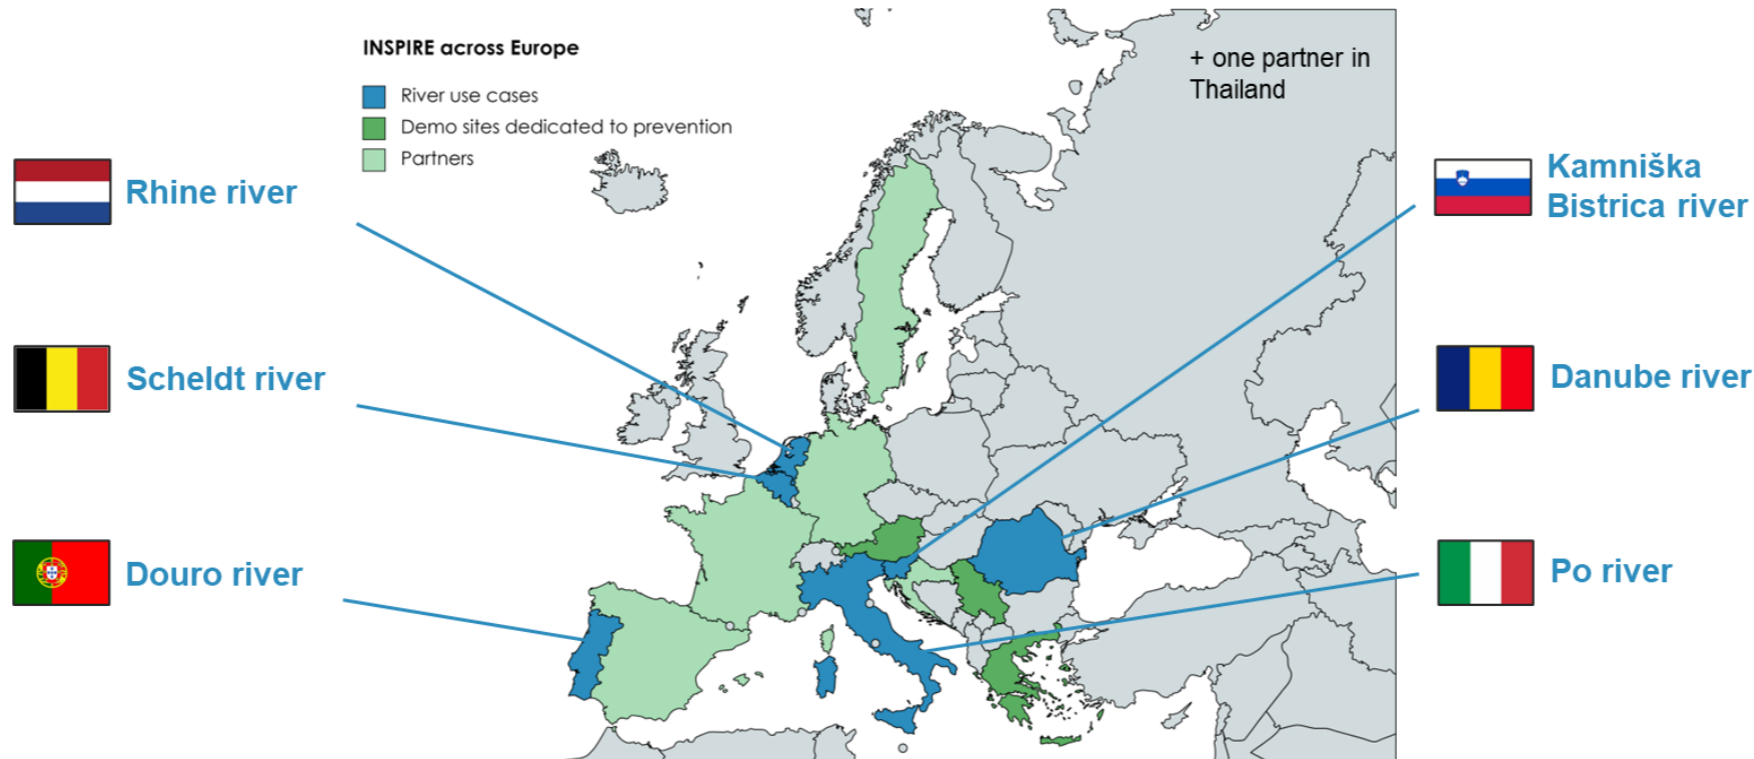 INSPIRE across Europe
River use cases
Demo sites dedicated to prevention
Partners
+ one partner in
Thailand
Rhine river
Scheldt river
Douro river
Kamniška
Bistrica river
Danube river
Po river